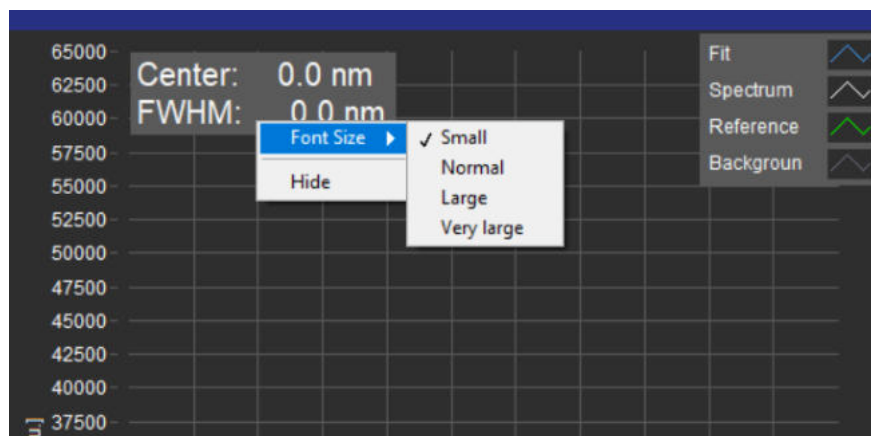 65000
62500
60000
57500
55000
52500
50000
47500
45000
42500
40000
37500
Center: 0.0 nm
FWHM: 0.0 nm
Font Size
Hide
✓ Small
Normal
Large
Very large
Fit
Spectrum
Reference
Backgroun